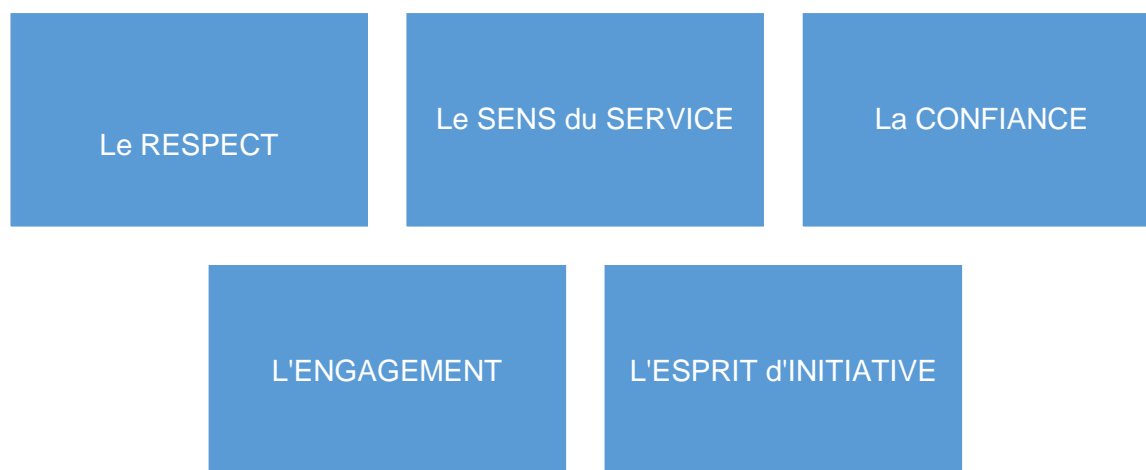 Le RESPECT
Le SENS du SERVICE
La CONFIANCE
L'ENGAGEMENT
L'ESPRIT d'INITIATIVE